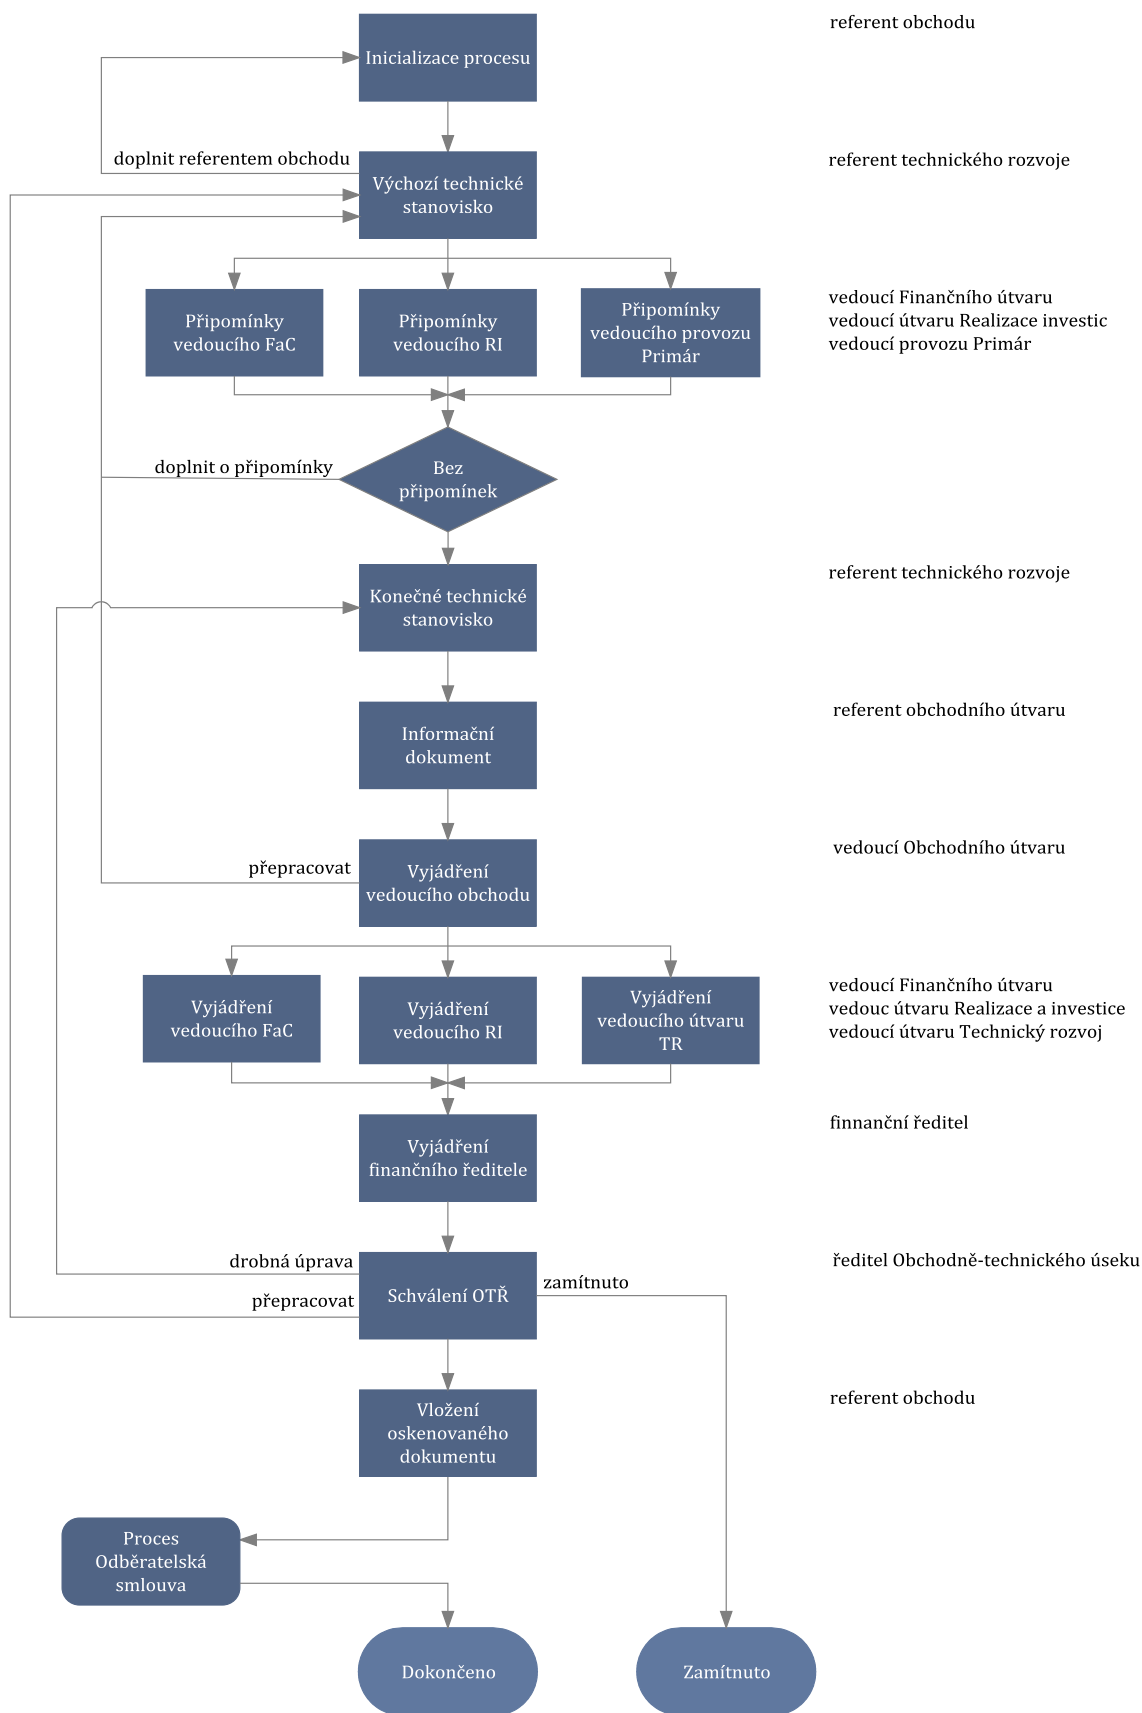 referent obchodu
Inicializace procesu
doplnit referentem obchodu
referent technického rozvoje
Výchozí technické
stanovisko
Připomínky
vedoucího FaC
Připomínky
vedoucího RI
Připomínky
vedoucího provozu
Primár
vedoucí Finančního útvaru
vedoucí útvaru Realizace investic
vedoucí provozu Primár
doplnit o připomínky
Bez
připomínek
referent technického rozvoje
Konečné technické
stanovisko
referent obchodního útvaru
Informační
dokument
vedoucí Obchodního útvaru
přepracovat
Vyjádření
vedoucího obchodu
Vyjádření
vedoucího FaC
Vyjádření
vedoucího RI
Vyjádření
vedoucího útvaru
TR
vedoucí Finančního útvaru
vedouc útvaru Realizace a investice
vedoucí útvaru Technický rozvoj
finnanční ředitel
Vyjádření
finančního ředitele
drobná úprava
přepracovat
Schválení OTŘ
zamítnuto
ředitel Obchodně-technického úseku
referent obchodu
Vložení
oskenovaného
dokumentu
Proces
Odběratelská
smlouva
Dokončeno
Zamítnuto